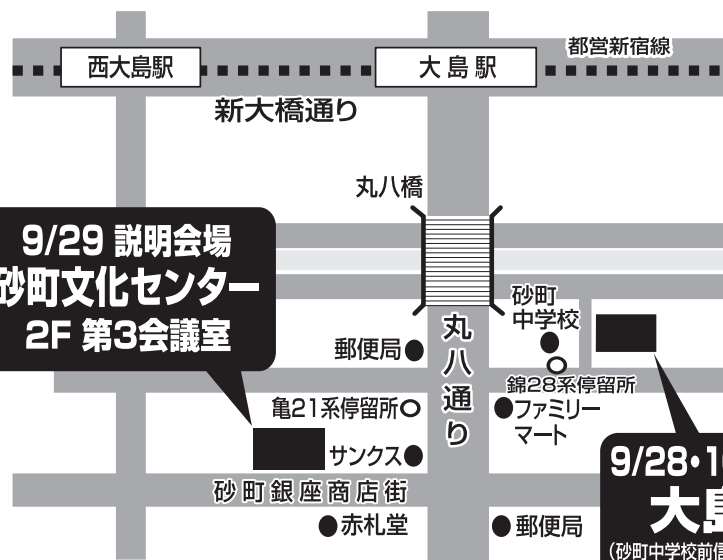 都営新宿線
西大島駅
大島駅
新大橋通り
丸八橋
9/29 説明会場
砂町文化センター
2F 第3会議室
砂町
中学校
丸八通り
郵便局
錦28系停留所
亀21系停留所
ファミリー
マート
サンクス
砂町銀座商店街
赤札堂
郵便局
9/28・1
大島
(砂町中学校前信